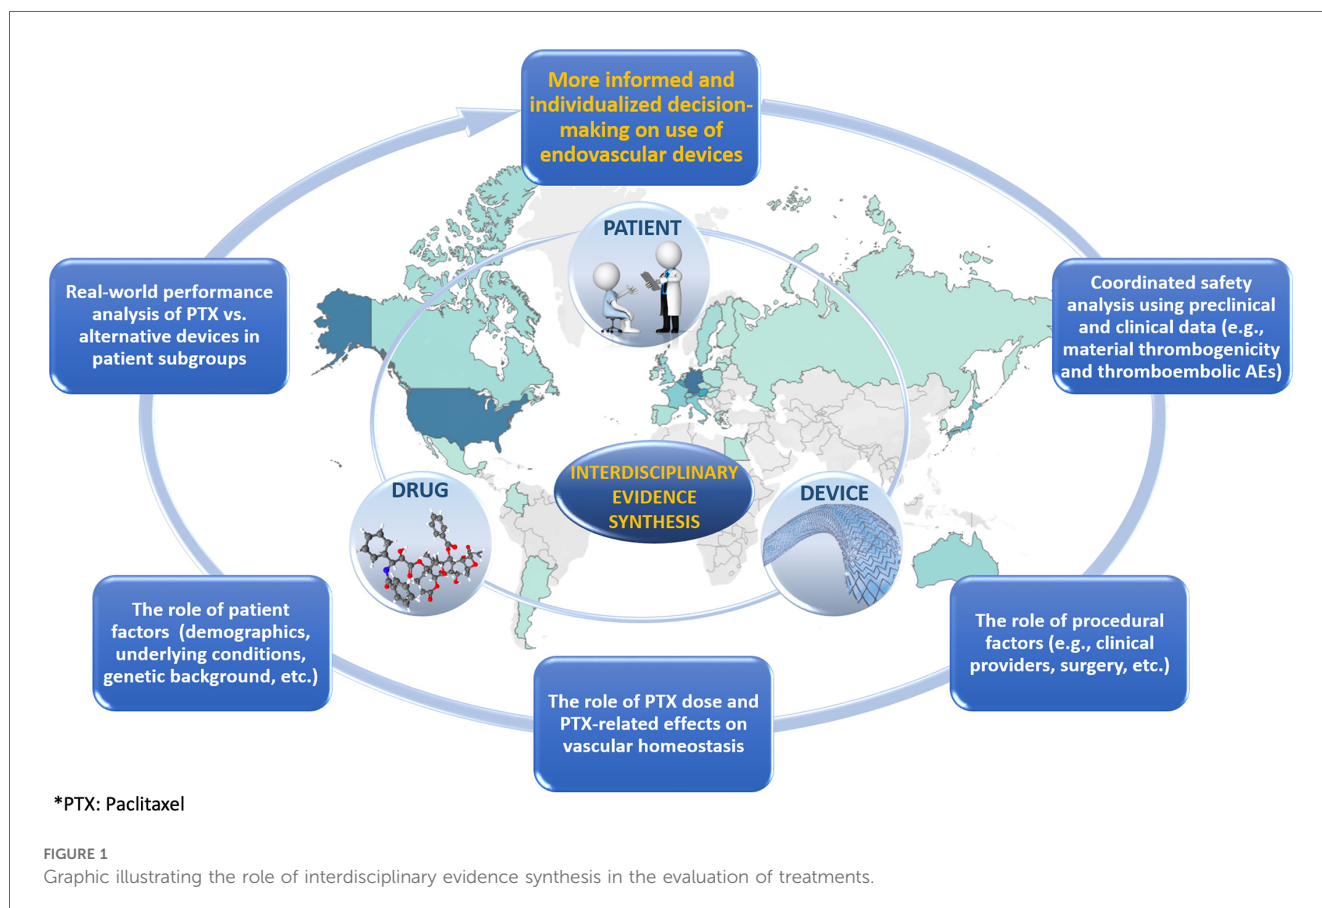 More informed and
individualized decision-
making on use of
endovascular devices
Real-world performance
analysis of PTX vs.
alternative devices in
patient subgroups
PATIENT
Coordinated safety
analysis using preclinical
and clinical data (e.g.,
material thrombogenicity
and thromboembolic AEs)
DRUG
INTERDISCIPLINARY
EVIDENCE
SYNTHESIS
DEVICE
The role of patient
factors  (demographics,
underlying conditions,
genetic background, etc.)
The role of PTX dose and
PTX-related effects on
vascular homeostasis
The role of procedural
factors (e.g., clinical
providers, surgery, etc.)
*PTX: Paclitaxel
FIGURE 1
Graphic illustrating the role of interdisciplinary evidence synthesis in the evaluation of treatments.